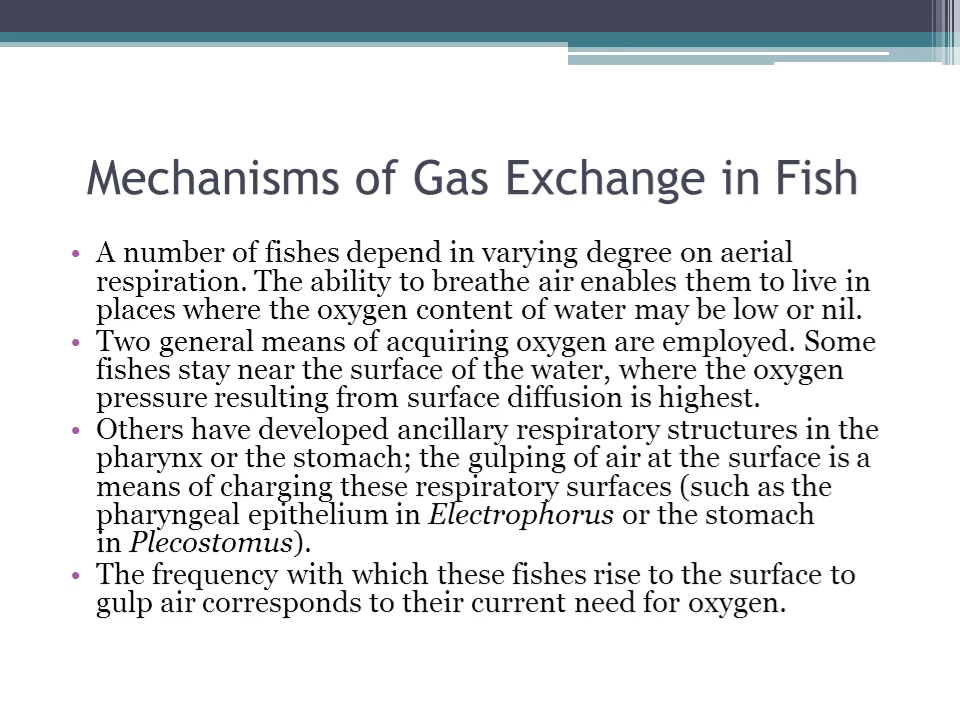 Mechanisms of Gas Exchange in Fish
• A number of fishes depend in varying degree on aerial
respiration. The ability to breathe air enables them to live in
places where the oxygen content of water may be low or nil.
• Two general means of acquiring oxygen are employed. Some
fishes stay near the surface of the water, where the oxygen
pressure resulting from surface diffusion is highest.
• Others have developed ancillary respiratory structures in the
pharynx or the stomach; the gulping of air at the surface is a
means of charging these respiratory surfaces (such as the
pharyngeal epithelium in Electrophorus or the stomach
in Plecostomus).
• The frequency with which these fishes rise to the surface to
gulp air corresponds to their current need for oxygen.